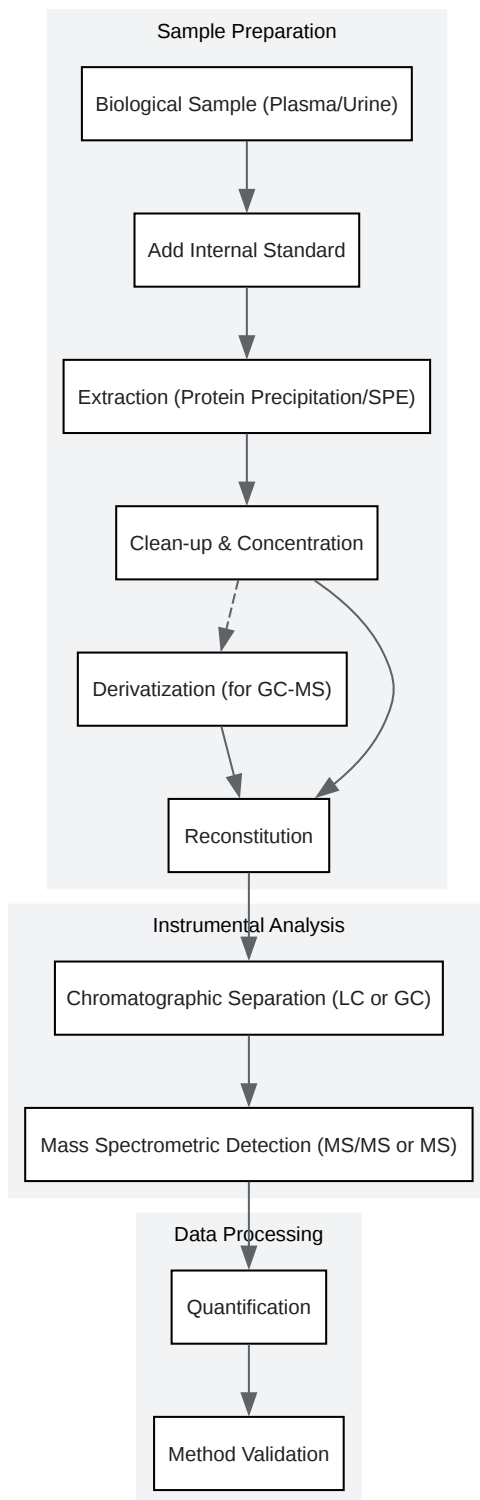 Sample Preparation
Biological Sample (Plasma/Urine)
Add Internal Standard
Extraction (Protein Precipitation/SPE)
Clean-up & Concentration
Derivatization (for GC-MS)
Reconstitution
Instrumental Analysis
Chromatographic Separation (LC or GC)
Mass Spectrometric Detection (MS/MS or MS)
Data Processing
Quantification
Method Validation